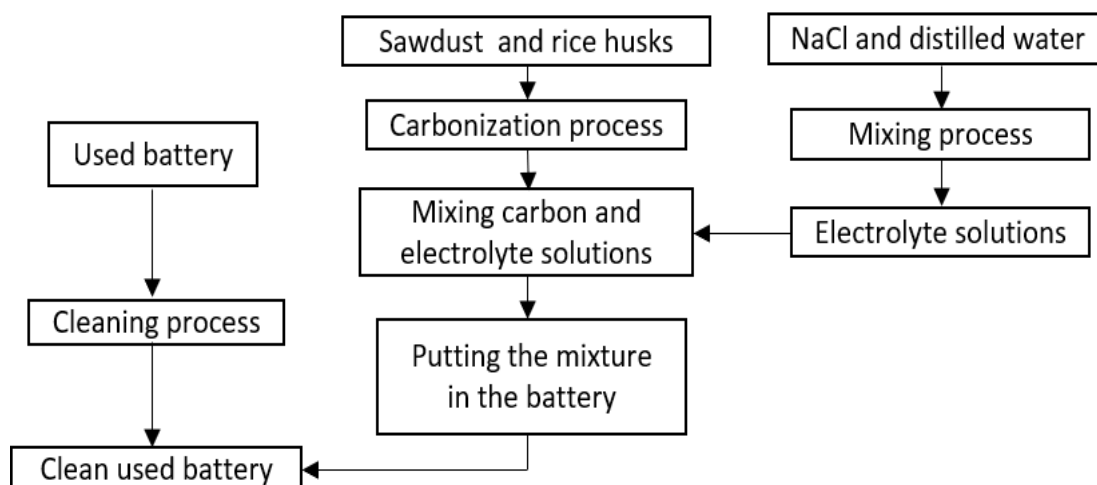 Sawdust and rice husks
NaCl and distilled water
Carbonization process
Mixing process
Used battery
Mixing carbon and
electrolyte solutions
Electrolyte solutions
Cleaning process
Putting the mixture
in the battery
Clean used battery